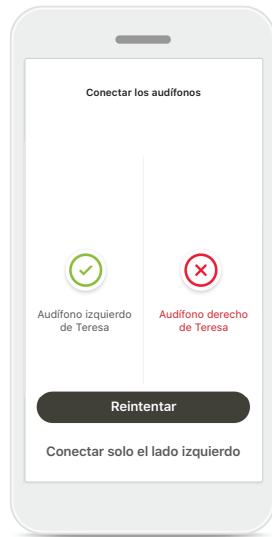 Conectar los audífonos
Audífono izquierdo
de Teresa
Audífono derecho
de Teresa
Reintentar
Conectar solo el lado izquierdo